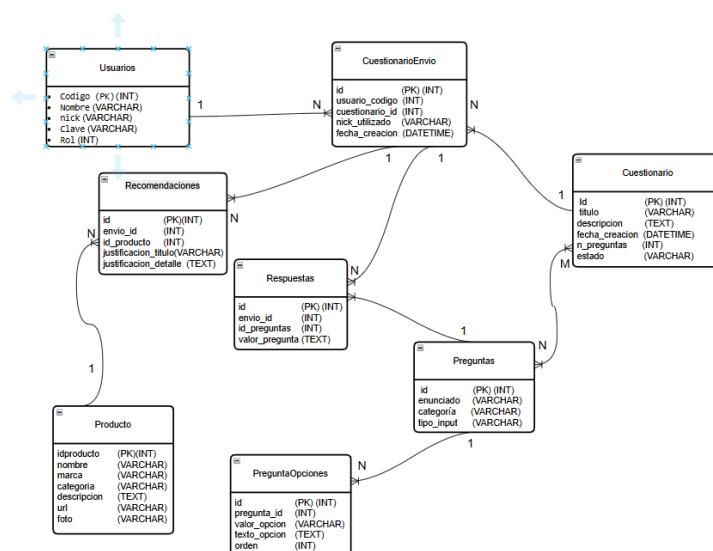 Usuarios
Codigo (PK)(INT)
Nombre(VARCHAR)
nick(VARCHAR)
Clave(VARCHAR)
Rol(INT)
1
N
CuestionarioEnvio
id (PK) (INT)
usuario_codigo (INT)
cuestionario_id (INT)
nick_utilizado (VARCHAR)
fecha_creacion (DATETIME)
N
1
1
1
Cuestionario
Id (PK) (INT)
titulo (VARCHAR)
descripcion (TEXT)
fecha_creacion (DATETIME)
n_preguntas (INT)
estado (VARCHAR)
M
Recomendaciones
id (PK)(INT)
envio_id (INT)
id_producto (INT)
justificacion_titulo(VARCHAR)
justificacion_detalle (TEXT)
N
N
1
Respuestas
id (PK) (INT)
envio_id (INT)
id_preguntas (INT)
valor_pregunta (TEXT)
N
1
N
Preguntas
id (PK) (INT)
enunciado (VARCHAR)
categoría (VARCHAR)
tipo_input (VARCHAR)
1
Producto
idproducto (PK)(INT)
nombre (VARCHAR)
marca (VARCHAR)
categoria (VARCHAR)
descripcion (TEXT)
url (VARCHAR)
foto (VARCHAR)
N
PreguntaOpciones
id (PK) (INT)
pregunta_id (INT)
valor_opcion (VARCHAR)
texto_opcion (TEXT)
orden (INT)